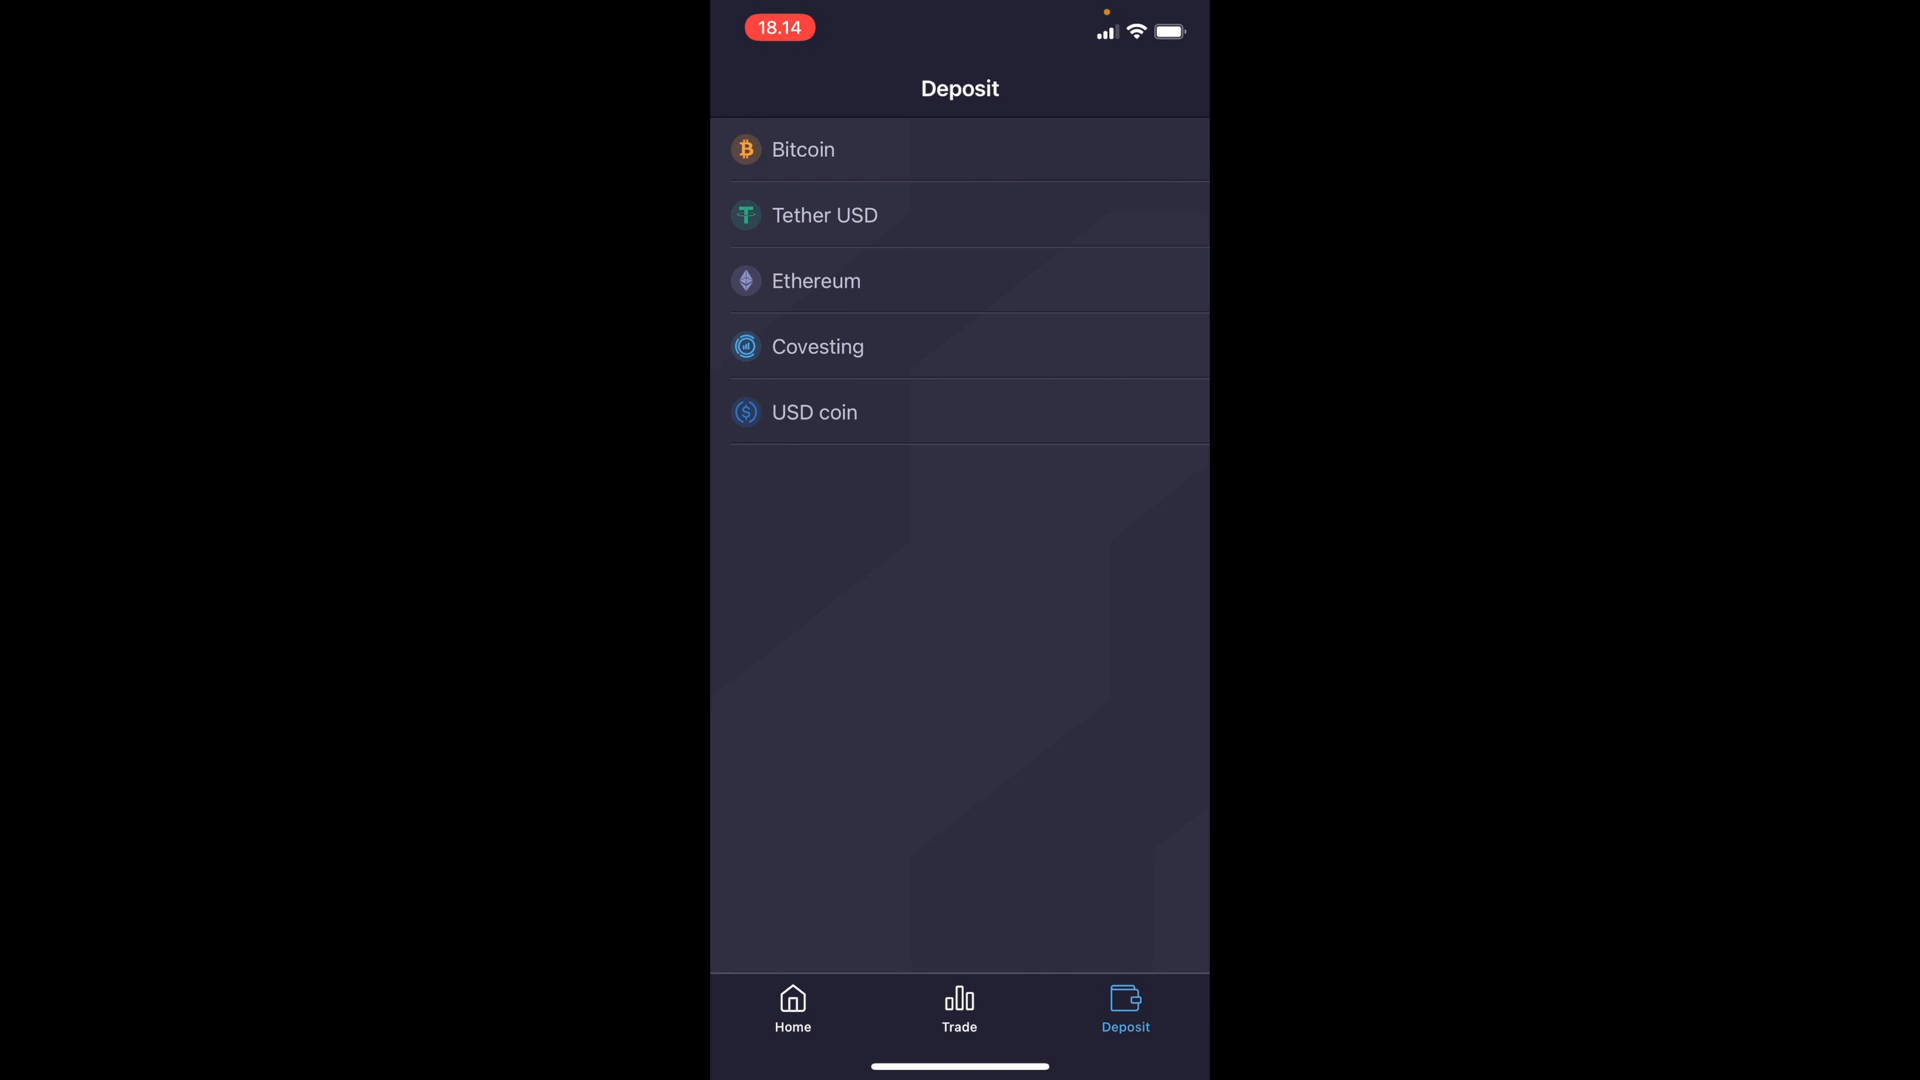 18.14
Deposit
Bitcoin
Tether USD
Ethereum
Covesting
USD coin
Home
Trade
Deposit